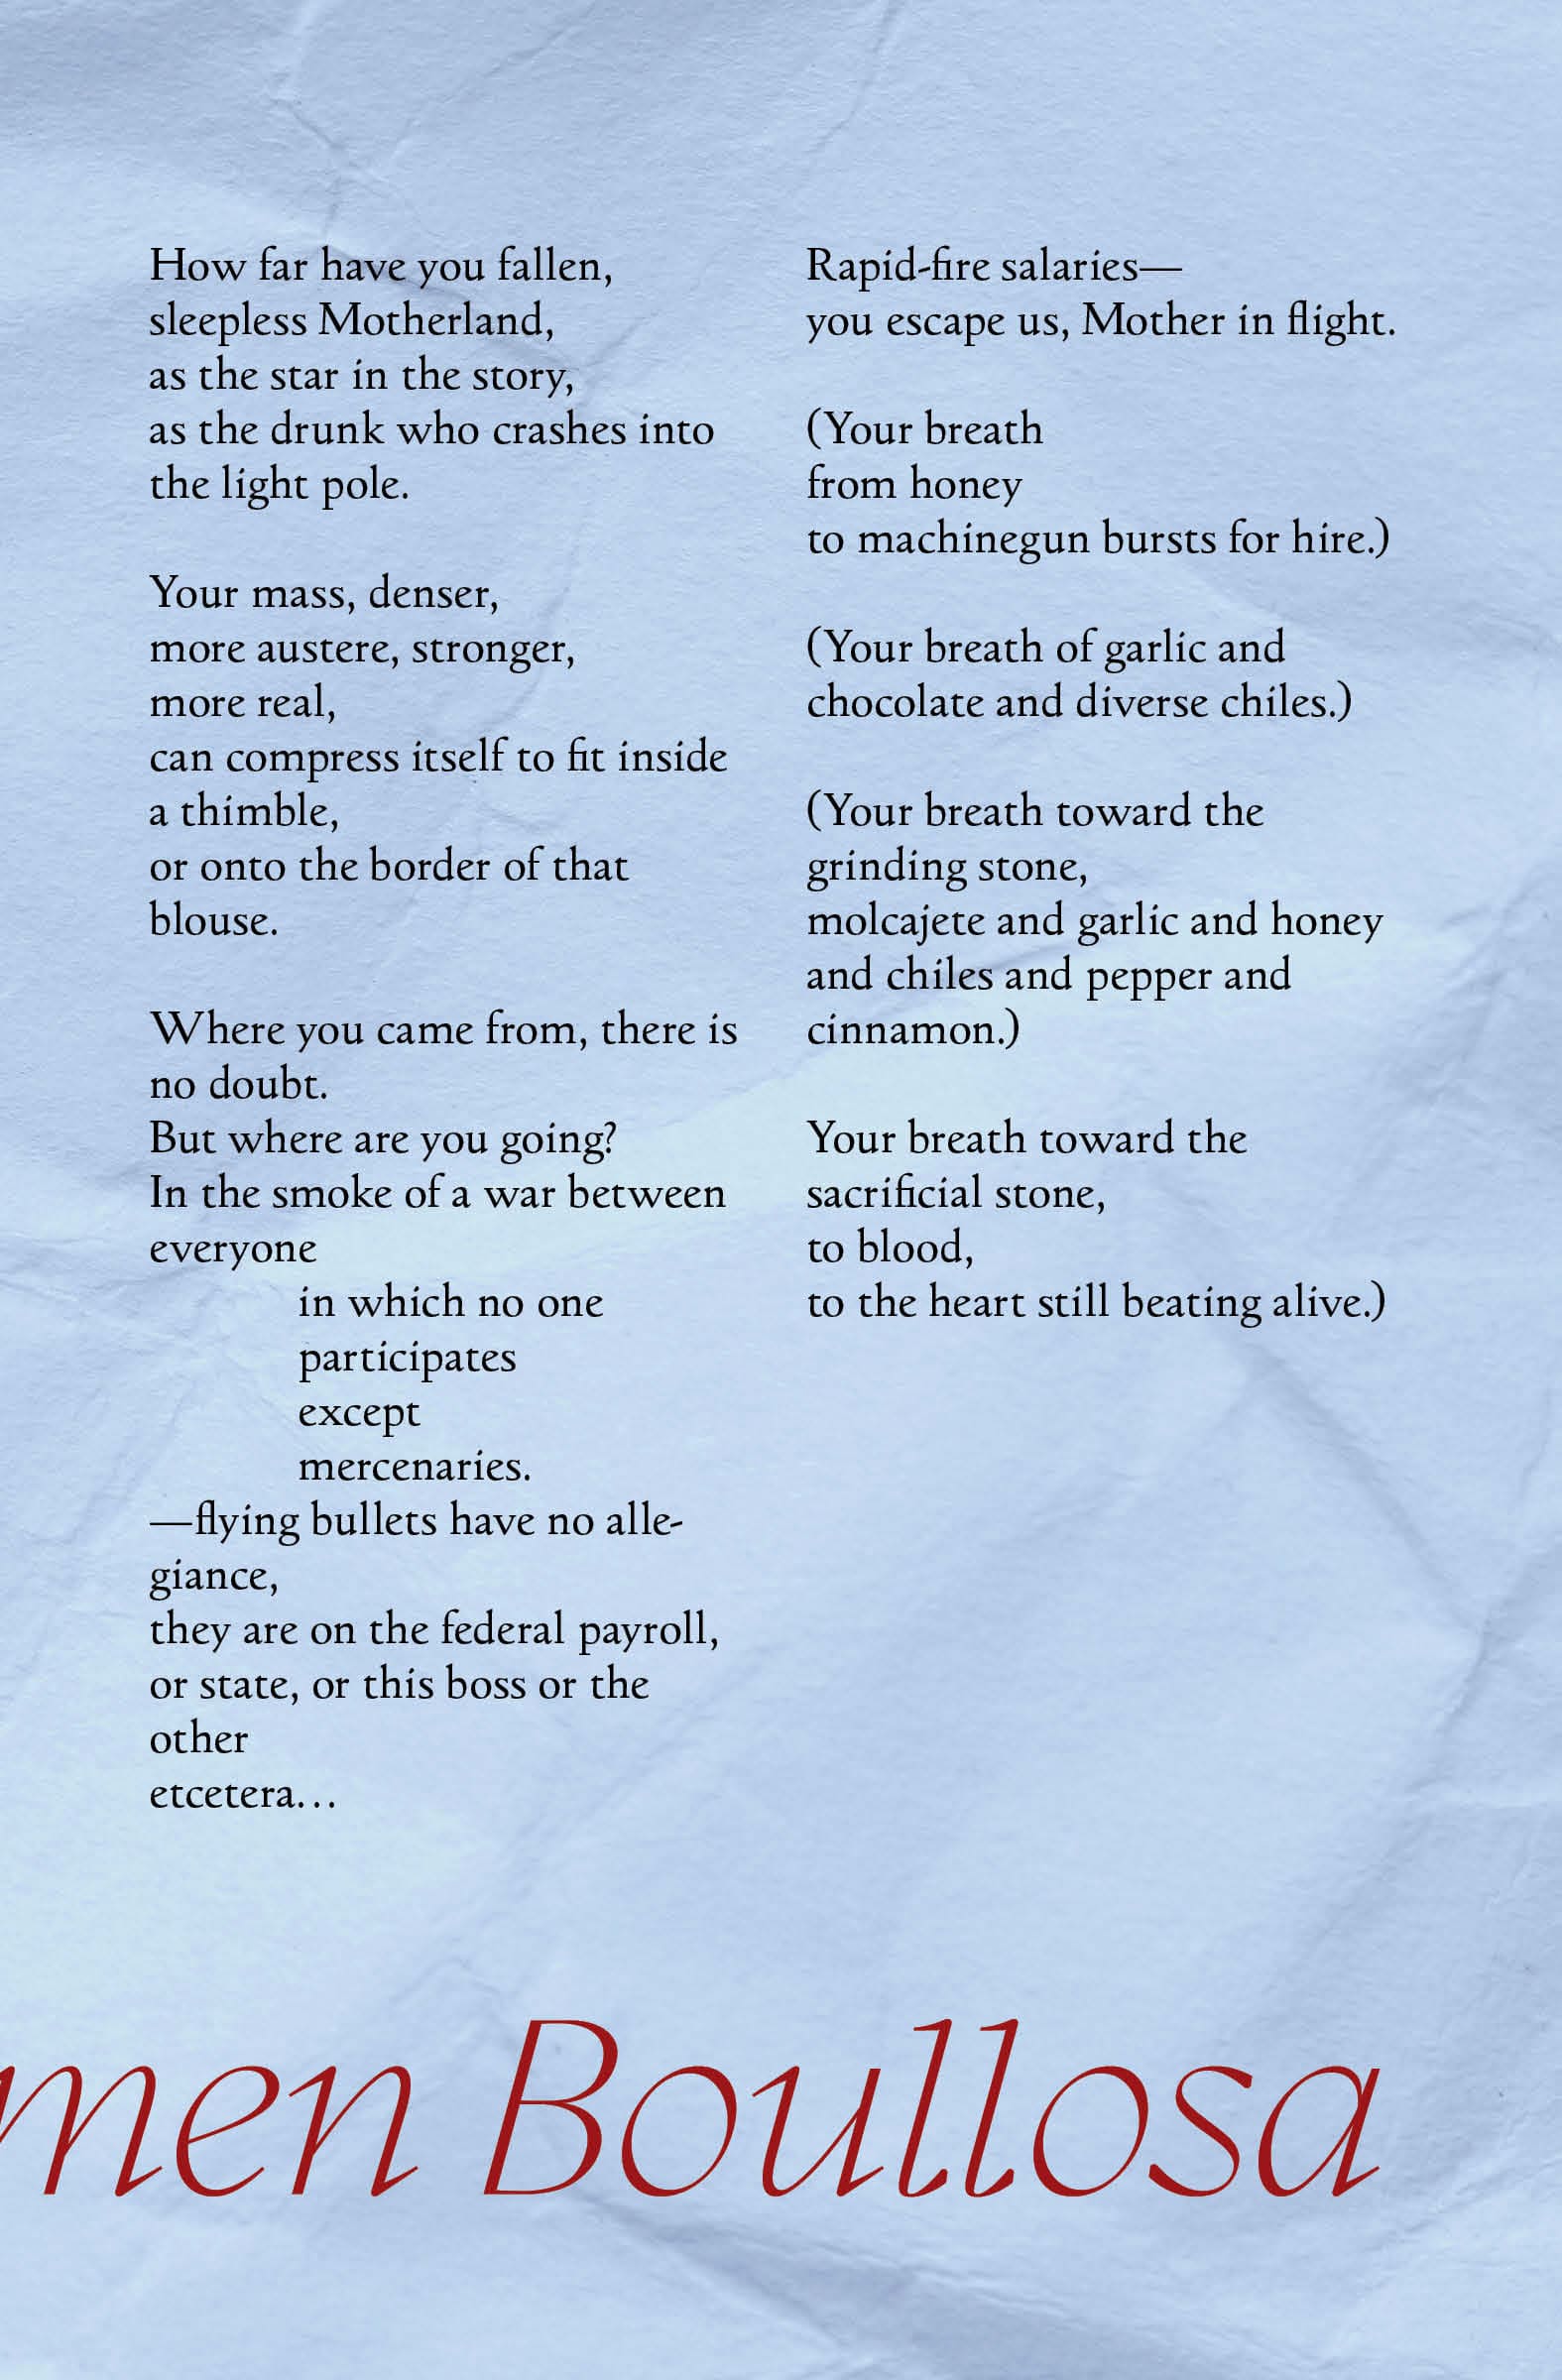 How far have you fallen,
sleepless Motherland,
as the star in the story,
as the drunk who crashes into
the light pole.
Your mass, denser,
more austere, stronger,
more real,
can compress itself to fit inside
a thimble,
or onto the border of that
blouse.
Where you came from, there is
no doubt.
But where are you going?
In the smoke of a war between
everyone
in which no one
participates
except
mercenaries.
—flying bullets have no alle-
giance,
they are on the federal payroll,
or state, or this boss or the
other
etcetera…
Rapid-fire salaries—
you escape us, Mother in flight.
(Your breath
from honey
to machinegun bursts for hire.)
(Your breath of garlic and
chocolate and diverse chiles.)
(Your breath toward the
grinding stone,
molcajete and garlic and honey
and chiles and pepper and
cinnamon.)
Your breath toward the
sacrificial stone,
to blood,
to the heart still beating alive.)
men Boullosa